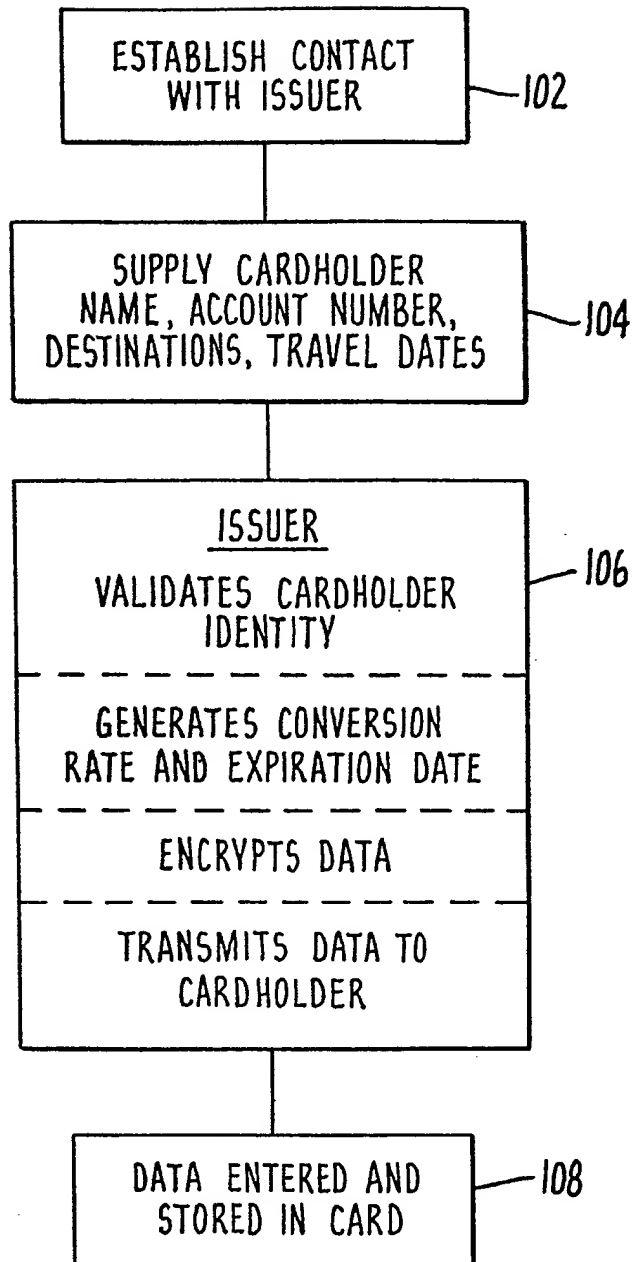 ESTABLISH CONTACT
WITH ISSUER
102
SUPPLY CARDHOLDER
NAME, ACCOUNT NUMBER,
DESTINATIONS, TRAVEL DATES
104
ISSUER
VALIDATES CARDHOLDER
IDENTITY
106
GENERATES CONVERSION
RATE AND EXPIRATION DATE
ENCRYPTS DATA
TRANSMITS DATA TO
CARDHOLDER
DATA ENTERED AND
STORED IN CARD
108